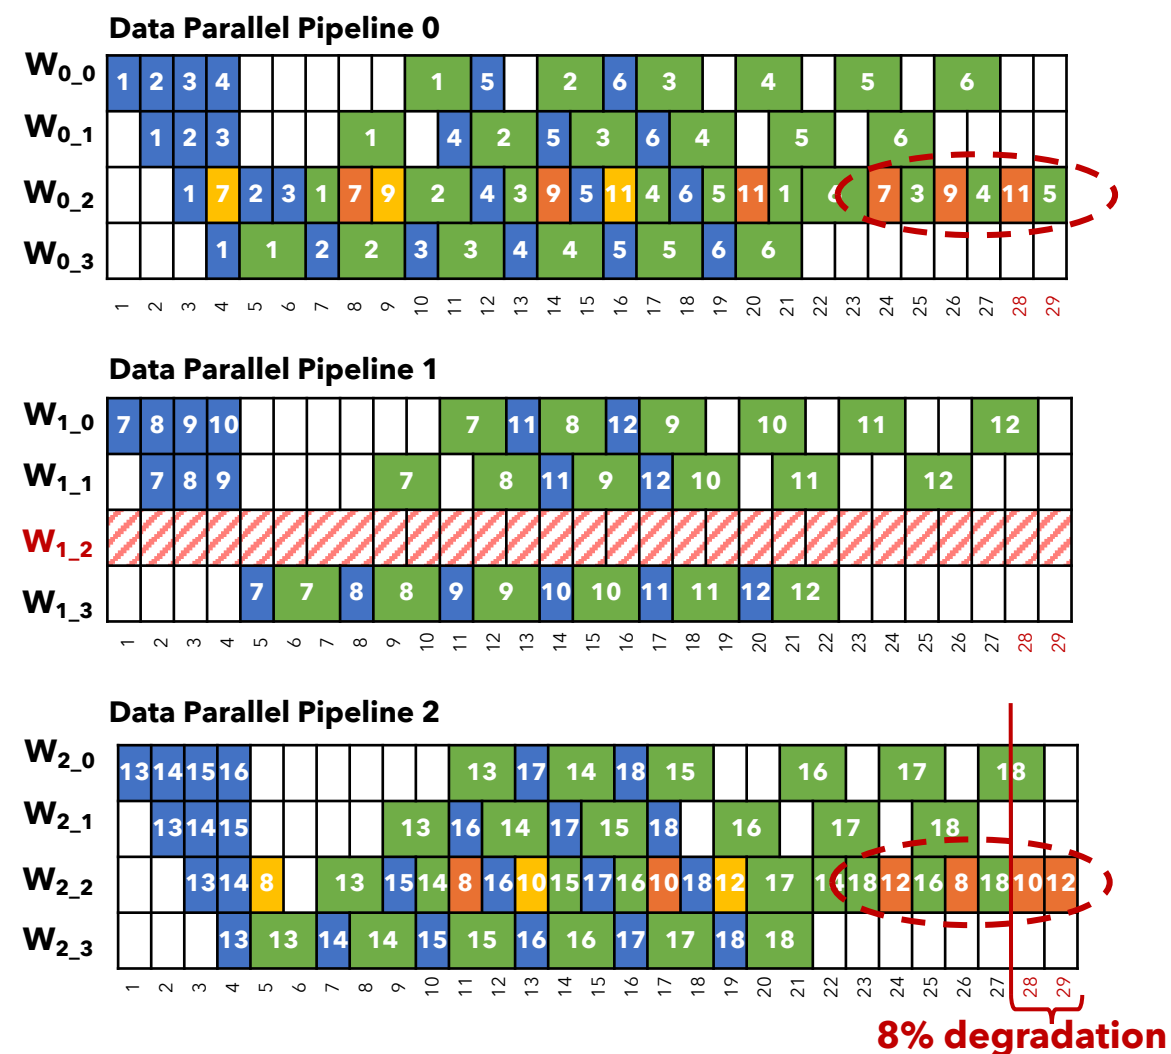 Data Parallel Pipeline 0
W0_0 1 2 3 4 1 5 2 6 3 4 5 6
W0_1 1 2 3 1 4 2 5 3 6 4 5 6
W0_2 1 7 2 3 1 7 9 2 4 3 9 5 11 4 6 5 11 1 6 7 3 9 4 11 5
W0_3 1 1 2 2 3 3 4 4 5 5 6 6
1 2 3 4 5 6 7 8 9 10 11 12 13 14 15 16 17 18 19 20 21 22 23 24 25 26 27 28 29
Data Parallel Pipeline 1
W1_0 7 8 9 10 7 11 8 12 9 10 11 12
W1_1 7 8 9 7 8 11 9 12 10 11 12
W1_2
W1_3 7 7 8 8 9 9 10 10 11 11 12 12
1 2 3 4 5 6 7 8 9 10 11 12 13 14 15 16 17 18 19 20 21 22 23 24 25 26 27 28 29
Data Parallel Pipeline 2
W2_0 13 14 15 16 13 17 14 18 15 16 17 18
W2_1 13 14 15 13 16 14 17 15 18 16 17 18
W2_2 13 14 8 13 15 14 8 16 10 15 17 16 10 18 12 17 14 18 12 16 8 18 10 12
W2_3 13 13 14 14 15 15 16 16 17 17 18 18
1 2 3 4 5 6 7 8 9 10 11 12 13 14 15 16 17 18 19 20 21 22 23 24 25 26 27 28 29
8% degradation